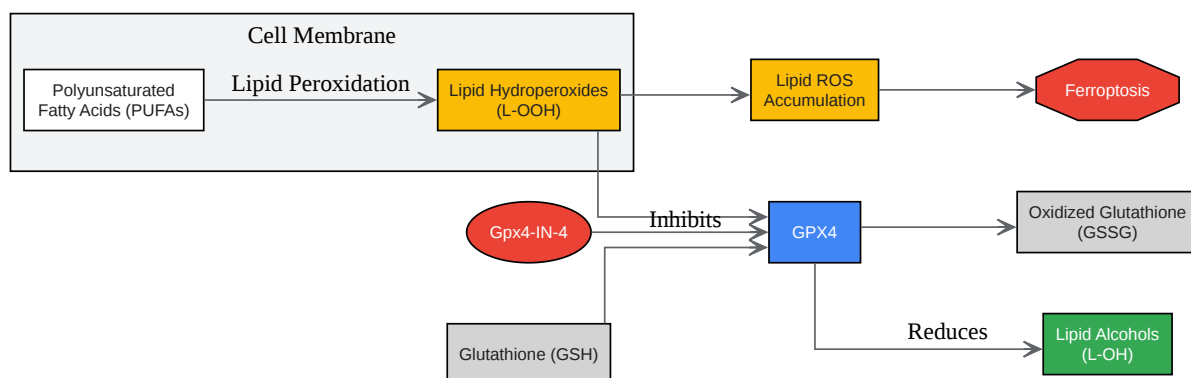 Cell Membrane
Polyunsaturated
Fatty Acids (PUFAs)
Lipid Peroxidation
Lipid Hydroperoxides
(L-OOH)
Lipid ROS
Accumulation
Ferroptosis
Gpx4-IN-4
Inhibits
GPX4
Oxidized Glutathione
(GSSG)
Glutathione (GSH)
Reduces
Lipid Alcohols
(L-OH)